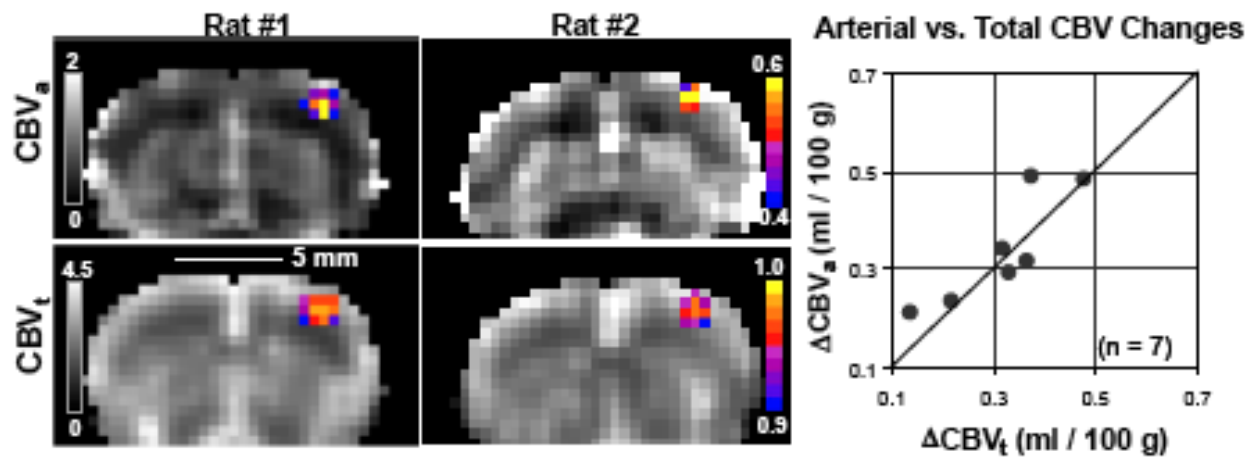 Rat #1
Rat #2
Arterial vs. Total CBV Changes
CBVa
2
0
0.6
0.4
CBVt
4.5
0
5 mm
1.0
0.9
ΔCBVa (ml / 100 g)
0.7
0.5
0.3
0.1
(n = 7)
0.1 0.3 0.5 0.7
ΔCBVt (ml / 100 g)